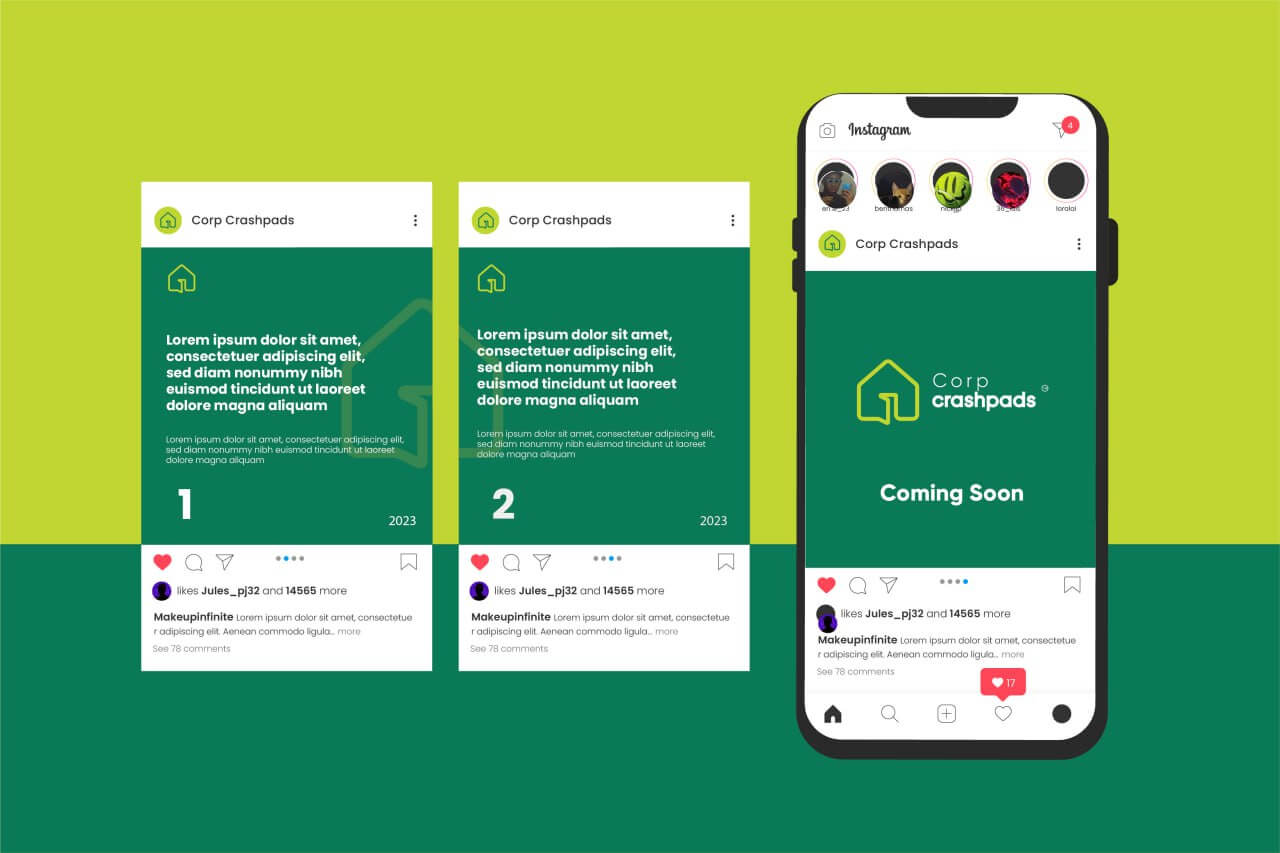 Corp Crashpads
Lorem ipsum dolor sit amet,
consectetuer adipiscing elit,
sed diam nonummy nibh
euismod tincidunt ut laoreet
dolore magna aliquam
Lorem ipsum dolor sit amet, consectetuer adipiscing elit,
sed diam nonummy nibh euismod tincidunt ut laoreet
dolore magna aliquam
1
2023
likes Jules_pj32 and 14565 more
Makeupinfinite Lorem ipsum dolor sit amet, consectetue
r adipiscing elit. Aenean commodo ligula... more
See 78 comments
Corp Crashpads
Lorem ipsum dolor sit amet,
consectetuer adipiscing elit,
sed diam nonummy nibh
euismod tincidunt ut laoreet
dolore magna aliquam
Lorem ipsum dolor sit amet, consectetuer adipiscing elit,
sed diam nonummy nibh euismod tincidunt ut laoreet
dolore magna aliquam
2
2023
likes Jules_pj32 and 14565 more
Makeupinfinite Lorem ipsum dolor sit amet, consectetue
r adipiscing elit. Aenean commodo ligula... more
See 78 comments
Instagram
4
loralai
Corp Crashpads
Corp
crashpads
Coming Soon
likes Jules_pj32 and 14565 more
Makeupinfinite Lorem ipsum dolor sit amet, consectetue
r adipiscing elit. Aenean commodo ligula... more
See 78 comments
17